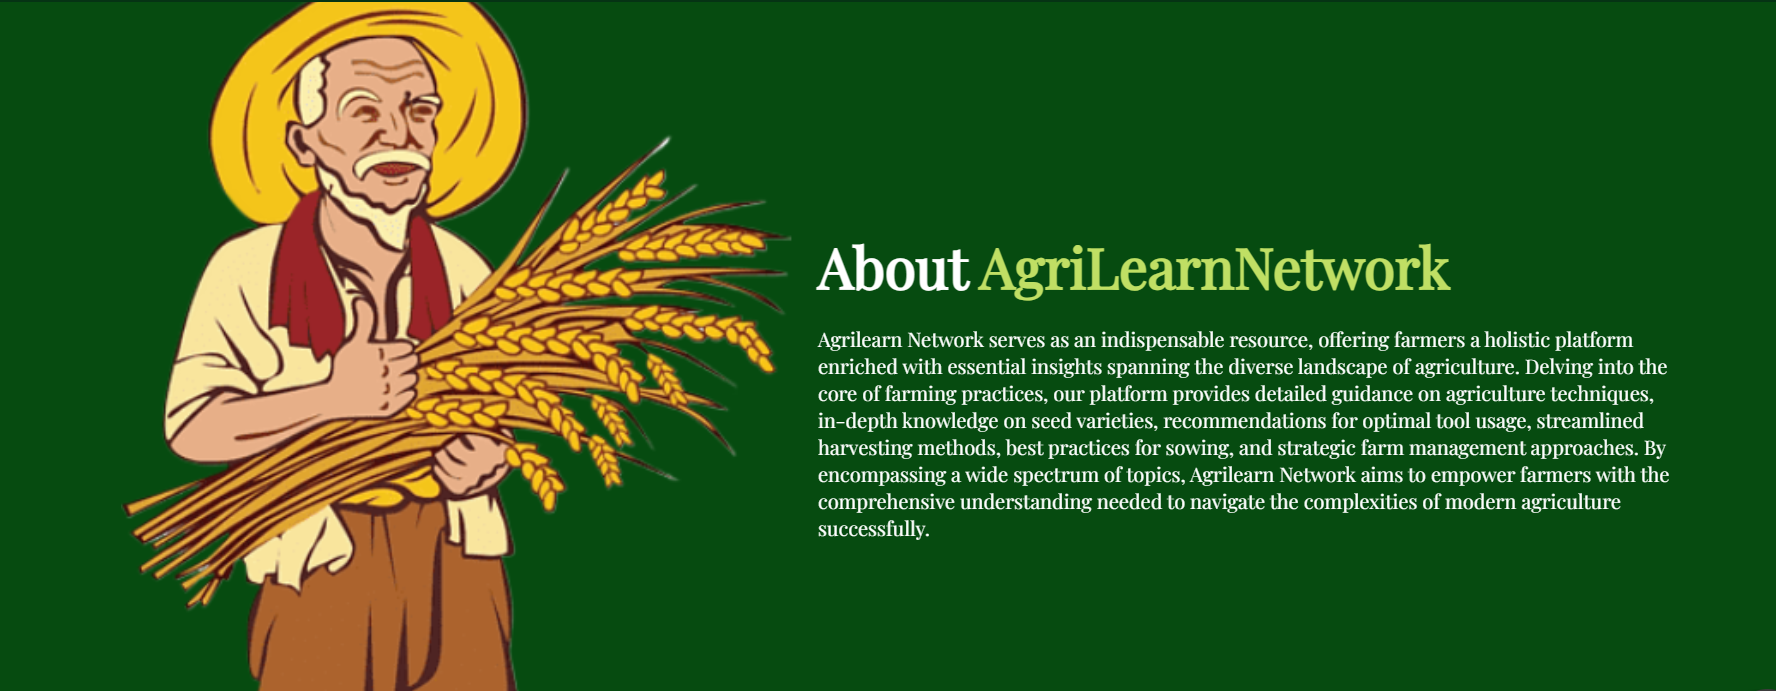 About AgriLearnNetwork
Agrilearn Network serves as an indispensable resource, offering farmers a holistic platform
enriched with essential insights spanning the diverse landscape of agriculture. Delving into the
core of farming practices, our platform provides detailed guidance on agriculture techniques,
in-depth knowledge on seed varieties, recommendations for optimal tool usage, streamlined
harvesting methods, best practices for sowing, and strategic farm management approaches. By
encompassing a wide spectrum of topics, Agrilearn Network aims to empower farmers with the
comprehensive understanding needed to navigate the complexities of modern agriculture
successfully.